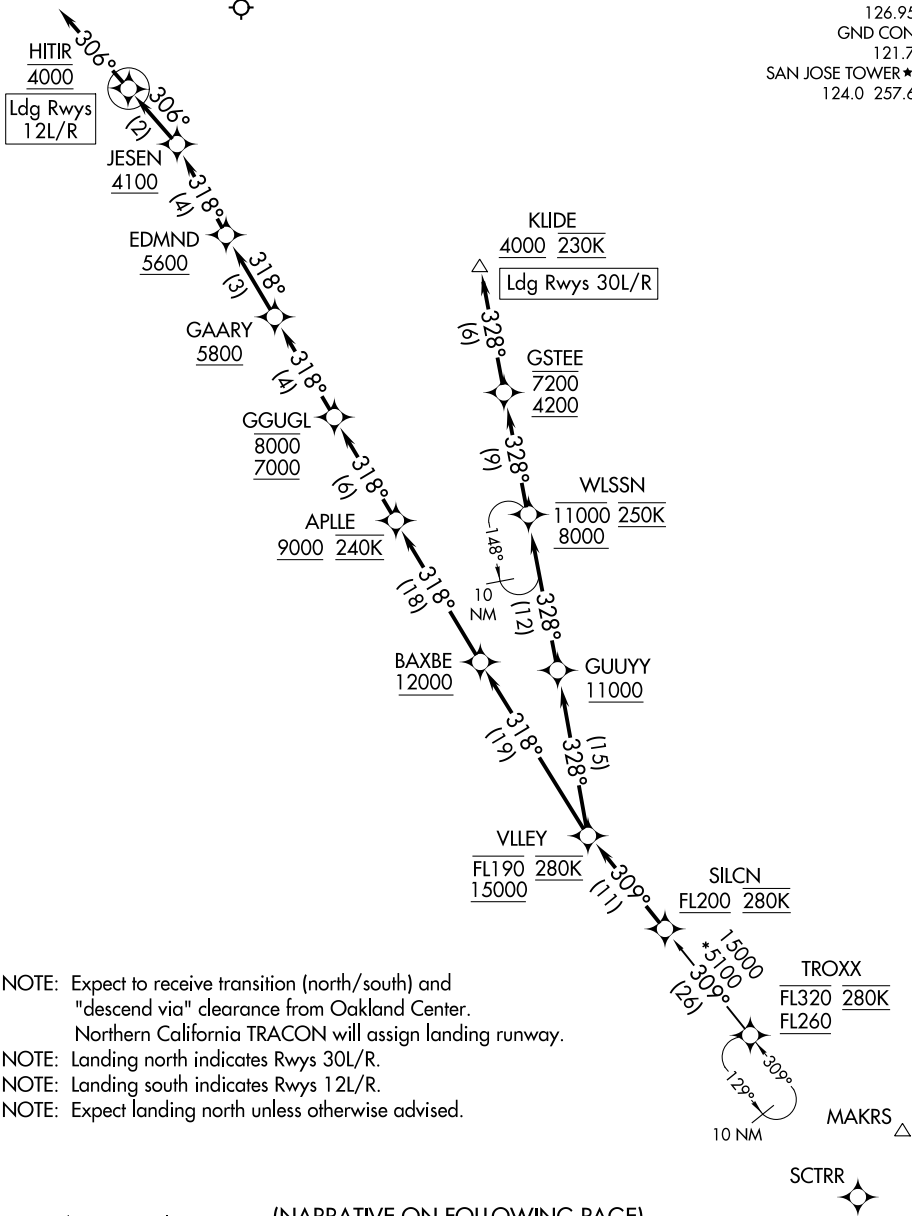 126.95
GND CON
121.7
SAN JOSE TOWER★
124.0 257.6
306°
HITIR
4000
Ldg Rwys
12L/R
306°
(2)
JESEN
4100
318°
(4)
EDMND
5600
318°
(3)
GAARY
5800
318°
(4)
GGUGL
8000
7000
318°
(6)
APLLE
9000 240K
318°
(18)
BAXBE
12000
318°
(19)
KLIDE
4000 230K
Ldg Rwys 30L/R
328°
(6)
GSTEE
7200
4200
328°
(9)
WLSSN
11000 250K
8000
148°
10
NM
328°
(12)
GUUYY
11000
328°
(15)
VLLEY
FL190 280K
15000
309°
(11)
SILCN
FL200 280K
15000
*5100
309°
(26)
TROXX
FL320 280K
FL260
309°
129°
10 NM
MAKRS
SCTRR
NOTE: Expect to receive transition (north/south) and
"descend via" clearance from Oakland Center.
Northern California TRACON will assign landing runway.
NOTE: Landing north indicates Rwys 30L/R.
NOTE: Landing south indicates Rwys 12L/R.
NOTE: Expect landing north unless otherwise advised.
(NARRATIVE ON FOLLOWING PAGE)